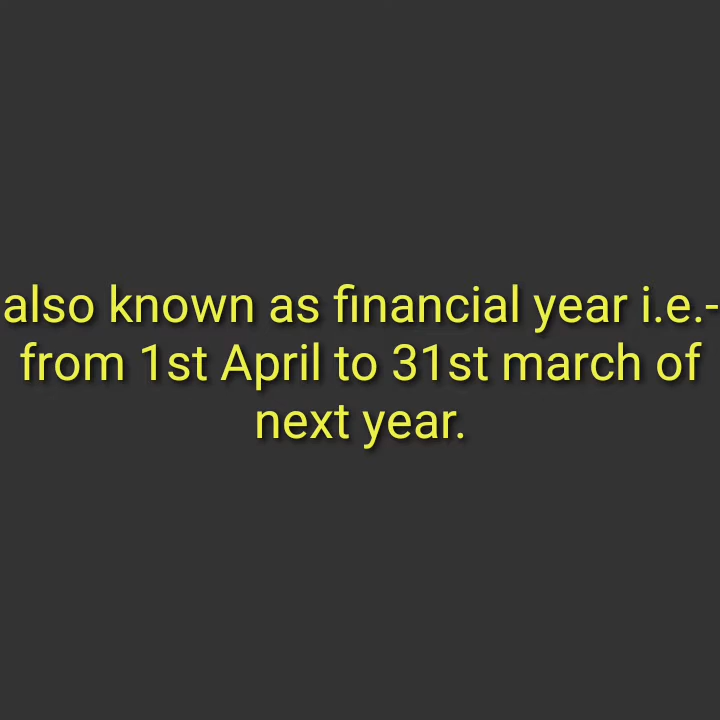 also known as financial year i.e.-
from 1st April to 31st march of
next year.